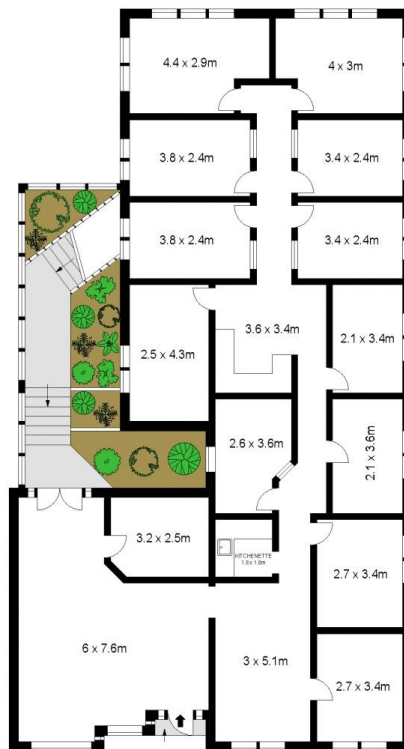 4.4 x 2.9m
4 x 3m
3.8 x 2.4m
3.4 x 2.4m
3.8 x 2.4m
3.4 x 2.4m
3.6 x 3.4m
2.1 x 3.4m
2.5 x 4.3m
2.6 x 3.6m
2.1 x 3.6m
3.2 x 2.5m
KITCHENETTE
1.8 x 1.8m
2.7 x 3.4m
6 x 7.6m
3 x 5.1m
2.7 x 3.4m